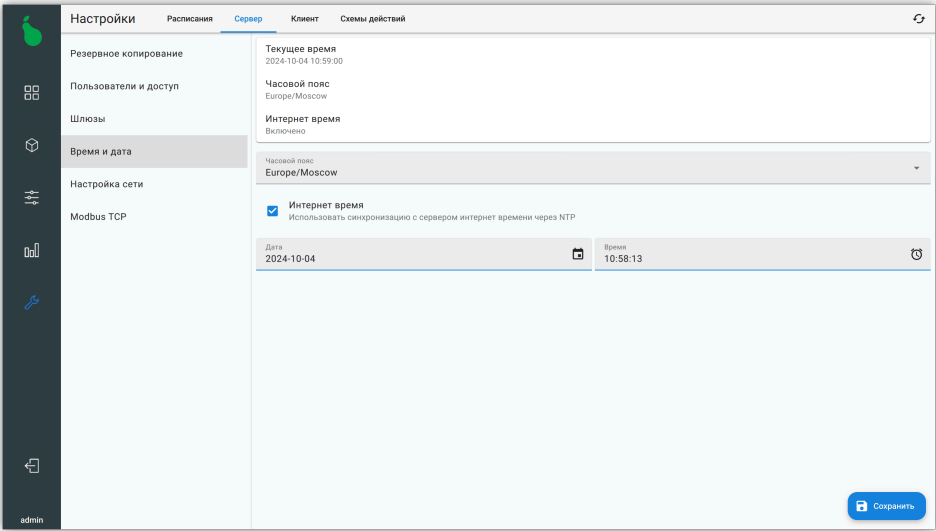 Настройки
Расписания
Сервер
Клиент
Схемы действий
Резервное копирование
Пользователи и доступ
Шлюзы
Время и дата
Настройка сети
Modbus TCP
admin
Текущее время
2024-10-04 10:59:00
Часовой пояс
Europe/Moscow
Интернет время
Включено
Часовой пояс
Europe/Moscow
Интернет время
Использовать синхронизацию с сервером интернет времени через NTP
Дата
2024-10-04
Время
10:58:13
Сохранить